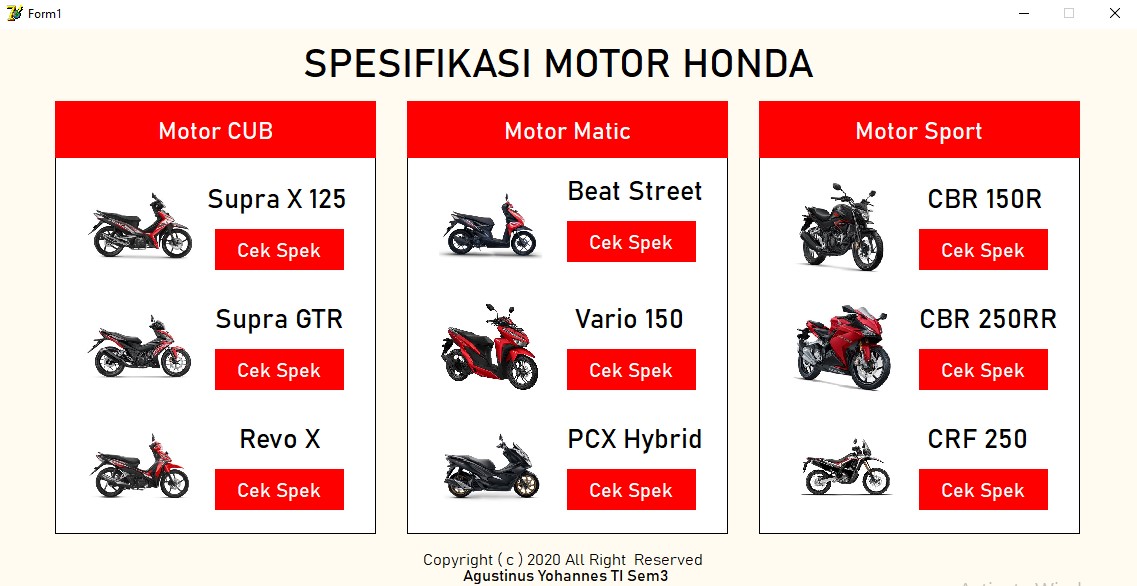 Form1
SPESIFIKASI MOTOR HONDA
Motor CUB
Supra X 125
Cek Spek
Supra GTR
Cek Spek
Revo X
Cek Spek
Motor Matic
Beat Street
Cek Spek
Vario 150
Cek Spek
PCX Hybrid
Cek Spek
Motor Sport
CBR 150R
Cek Spek
CBR 250RR
Cek Spek
CRF 250
Cek Spek
Copyright ( c ) 2020 All Right Reserved
Agustinus Yohannes TI Sem3